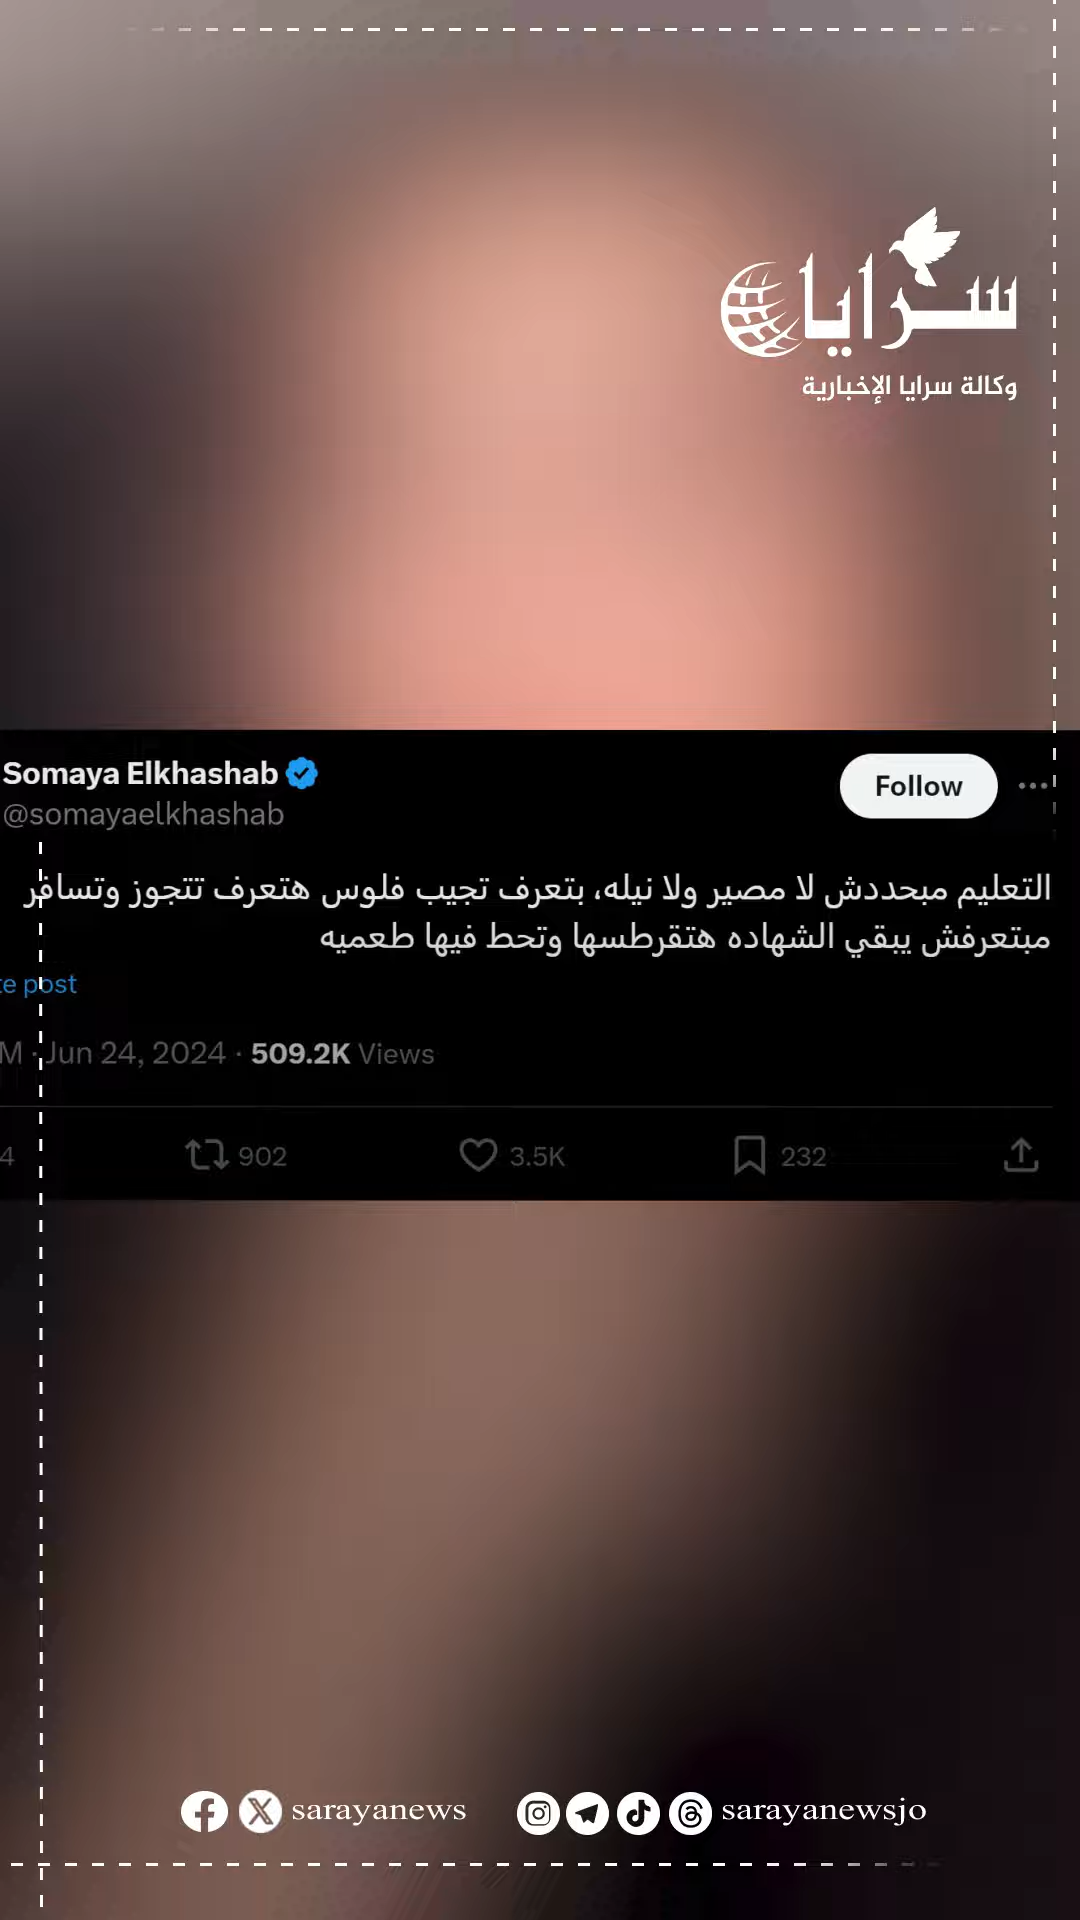 سرايا
وكالة سرايا الإخبارية
Somaya Elkhashab
Follow
@somayaelkhashab
التعليم مبحددش لا مصير ولا نيله، بتعرف تجيب فلوس هتعرف تتجوز وتسافر
مبتعرفش يبقي الشهاده هتقرطسها وتحط فيها طعميه
te post
M · Jun 24, 2024 · 509.2K Views
4 902 3.5K 232
sarayanews sarayanewsjo